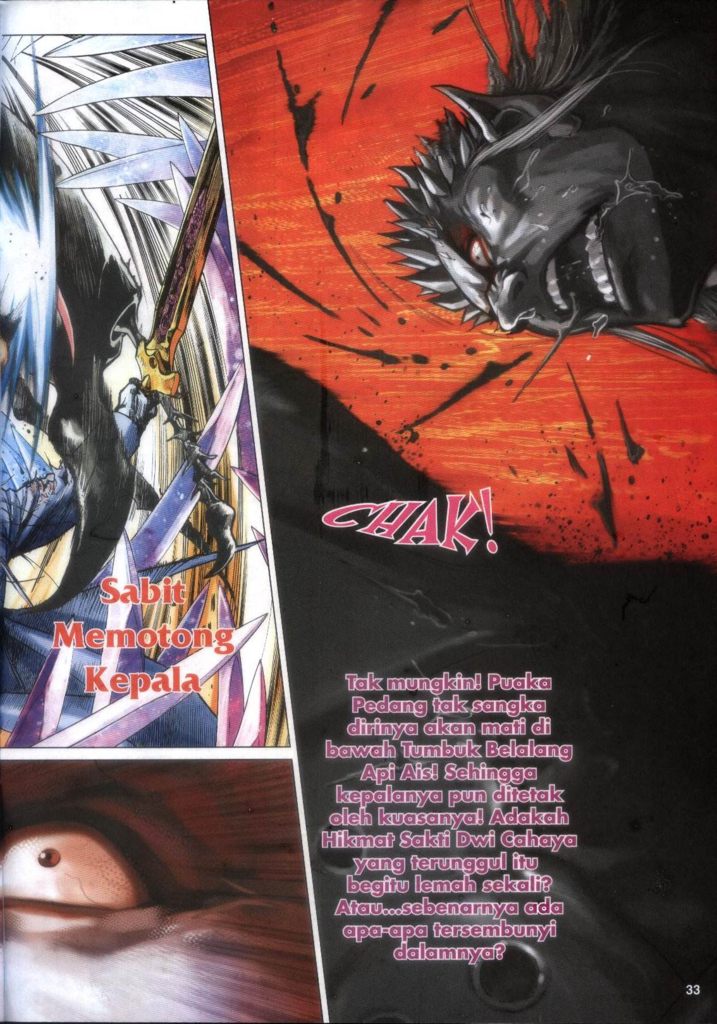 Sabit
Memotong
Kepala
CHAK!
Tak mungkin! Puaka
Pedang tak sangka
dirinya akan mati di
bawah Tumbuk Belalang
Api Ais! Sehingga
kepalanya pun ditetak
oleh kuasanya! Adakah
Hikmat Sakti Dwi Cahaya
yang terunggul itu
begitu lemah sekali?
Atau...sebenarnya ada
apa-apa tersembunyi
dalamnya?
33